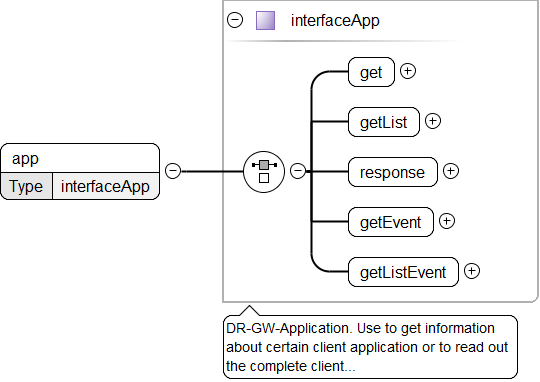 interfaceApp
get
getList
app
Type interfaceApp
response
getEvent
getListEvent
DR-GW-Application. Use to get information
about certain client application or to read out
the complete client...